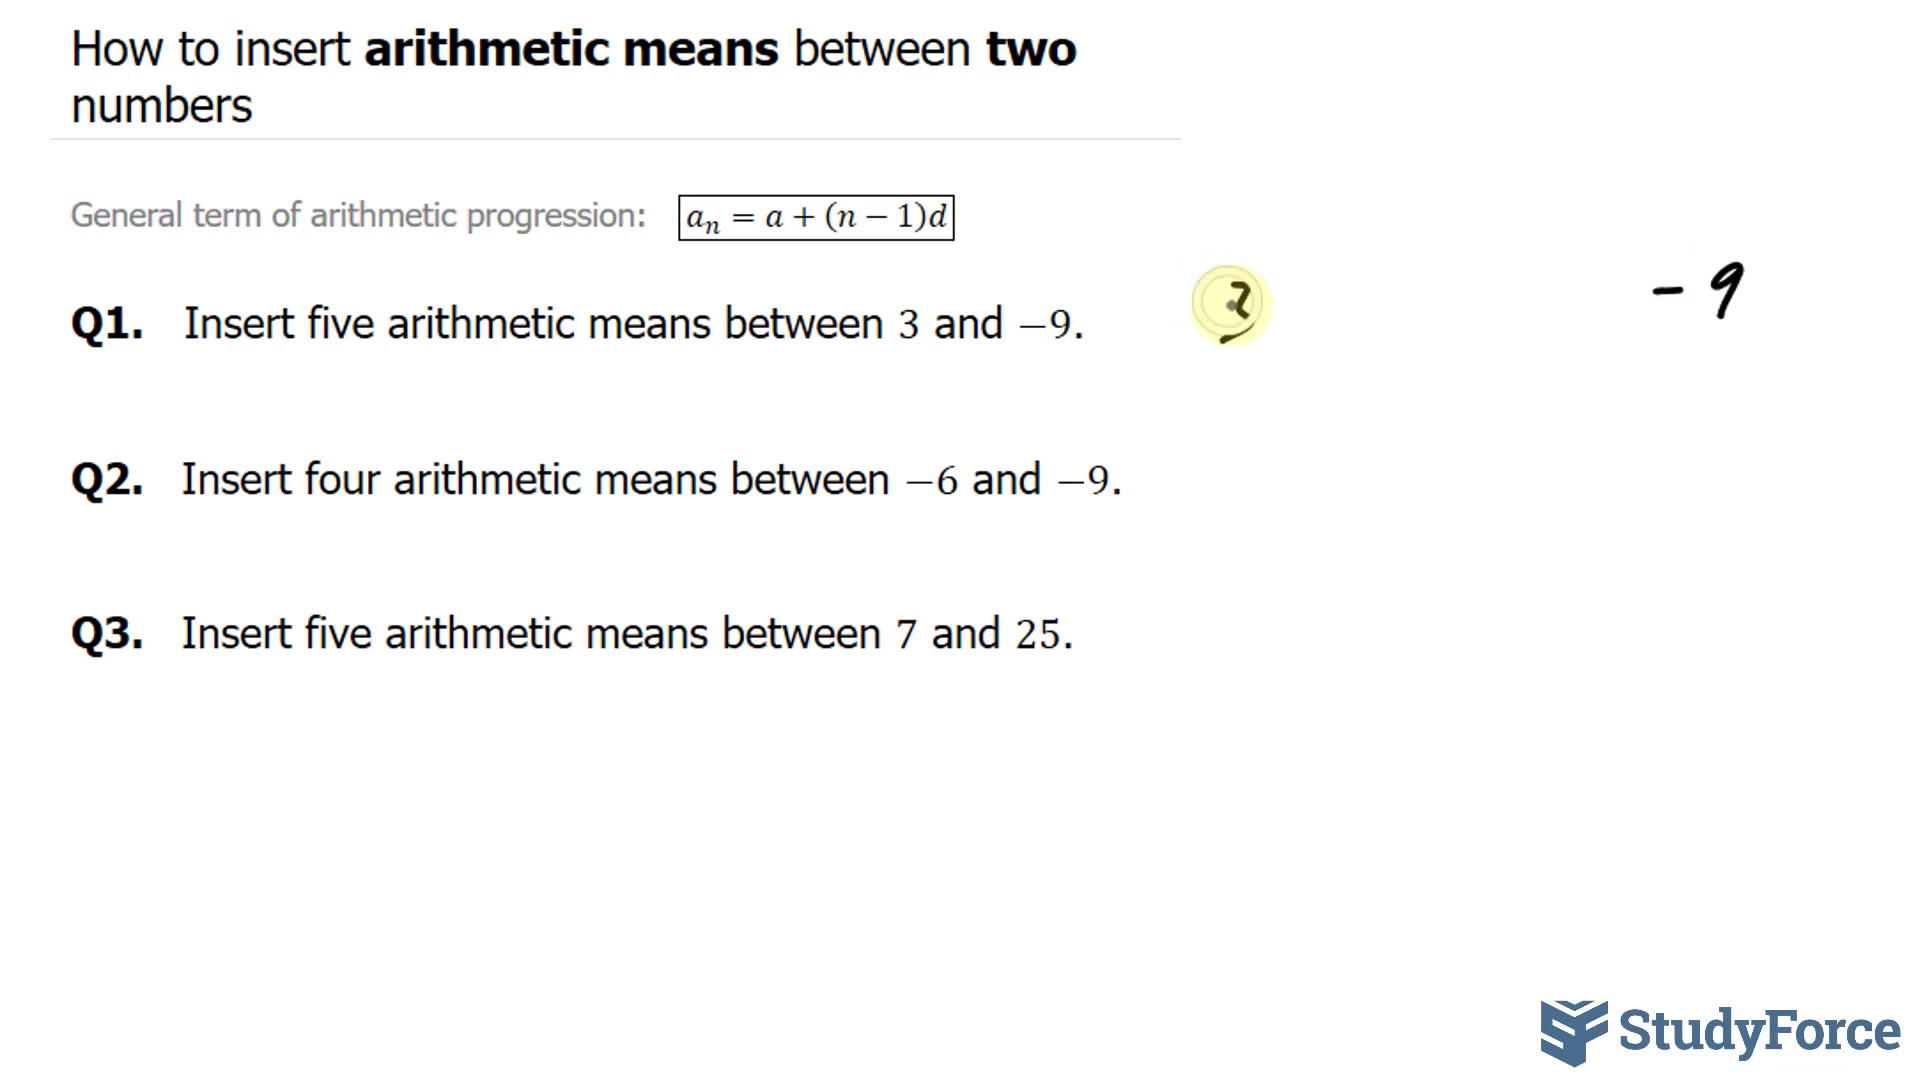 How to insert arithmetic means between two
numbers
General term of arithmetic progression: aₙ = a + (n − 1)d
Q1. Insert five arithmetic means between 3 and −9.
3 - 9
Q2. Insert four arithmetic means between −6 and −9.
Q3. Insert five arithmetic means between 7 and 25.
StudyForce